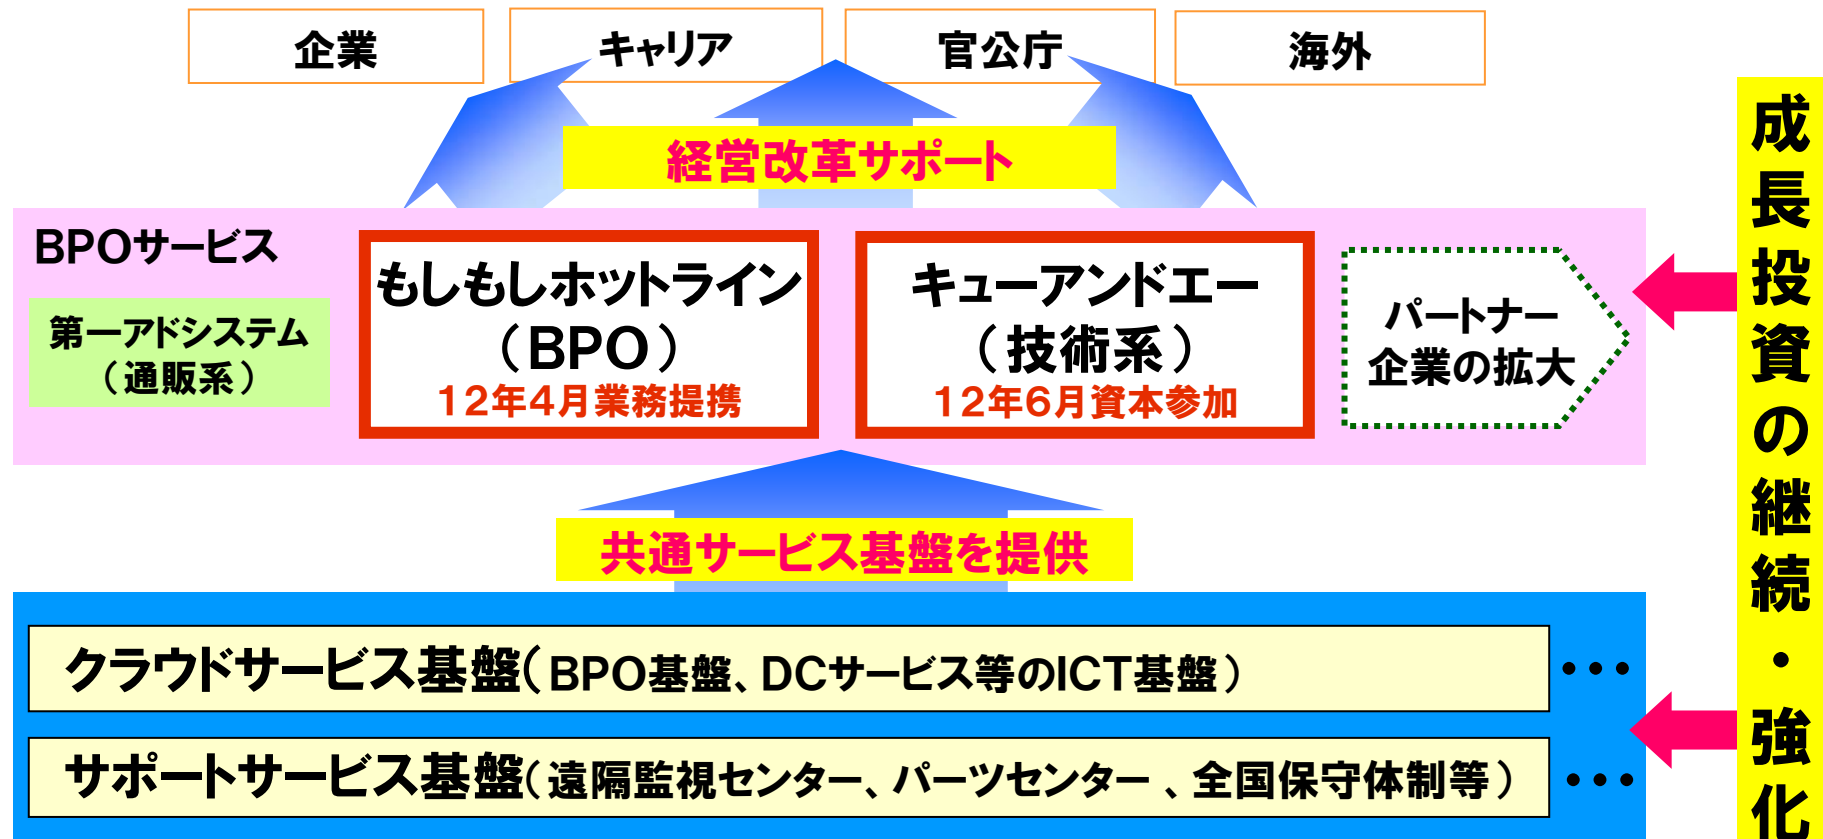 企業
キャリア
官公庁
海外
経営改革サポート
BPOサービス
第一アドシステム
（通販系）
もしもしホットライン
（BPO）
12年4月業務提携
キューアンドエー
（技術系）
12年6月資本参加
パートナー
企業の拡大
共通サービス基盤を提供
クラウドサービス基盤（BPO基盤、DCサービス等のICT基盤）
・・・
サポートサービス基盤（遠隔監視センター、パーツセンター、全国保守体制等）
・・・
成長投資の継続・強化